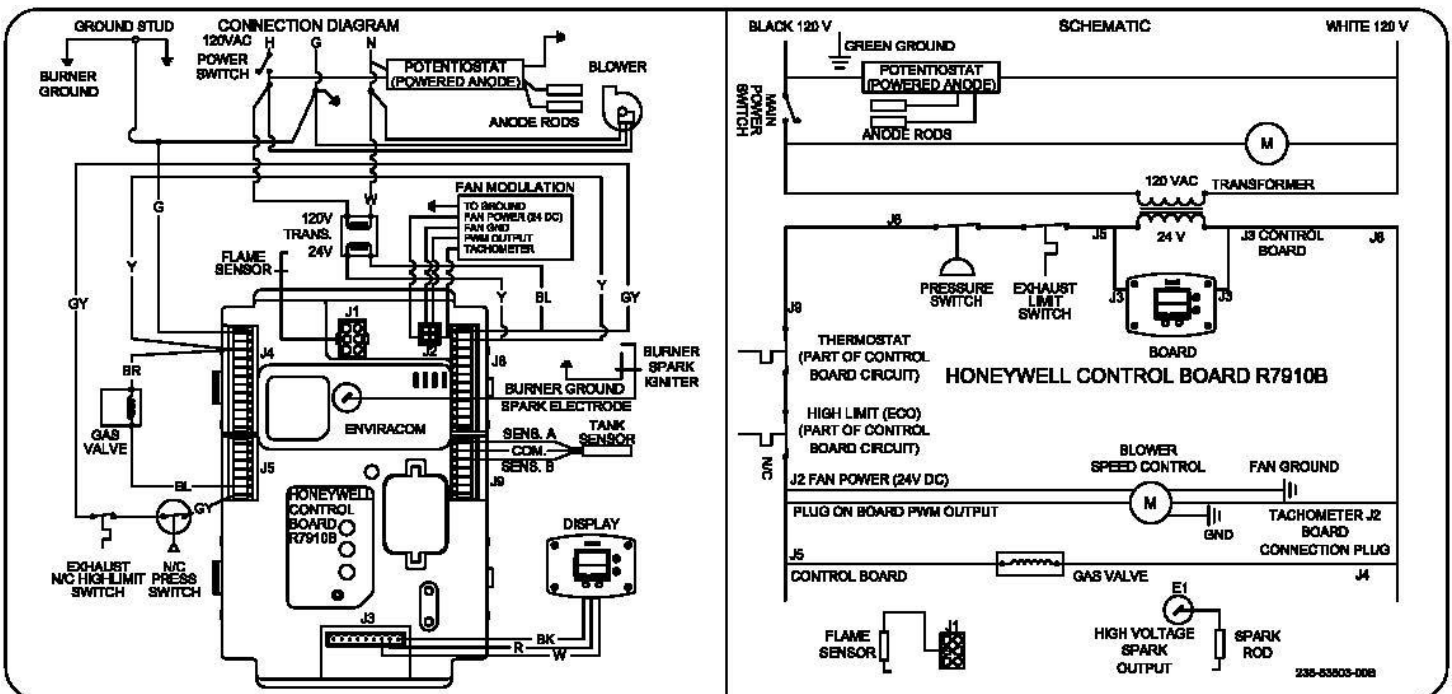 GROUND STUD
CONNECTION DIAGRAM
120VAC
H
G
N
POWER
SWITCH
BURNER
GROUND
POTENTIOSTAT
(POWERED ANODE)
BLOWER
ANODE RODS
G
W
FAN MODULATION
TO GROUND
FAN POWER (24 DC)
FAN GND
PWM OUTPUT
TACHOMETER
120V
TRANS.
24V
FLAME
SENSOR
Y
GY
Y
BL
Y
GY
J1
J2
J4
J8
BR
GAS
VALVE
BURNER
SPARK
IGNITER
BURNER GROUND
SPARK ELECTRODE
ENVIRACOM
SENS. A
COM.
SENS. B
TANK
SENSOR
J5
J9
BL
GY
HONEYWELL
CONTROL
BOARD
R7910B
DISPLAY
EXHAUST
N/C HIGHLIMIT
SWITCH
N/C
PRESS
SWITCH
J3
BK
R
W
BLACK 120 V
SCHEMATIC
WHITE 120 V
GREEN GROUND
POTENTIOSTAT
(POWERED ANODE)
MAIN
POWER
SWITCH
ANODE RODS
M
120 VAC
TRANSFORMER
24 V
J6
J5
J3 CONTROL
BOARD
J8
PRESSURE
SWITCH
EXHAUST
LIMIT
SWITCH
J3
J3
BOARD
THERMOSTAT
(PART OF CONTROL
BOARD CIRCUIT)
HONEYWELL CONTROL BOARD R7910B
HIGH LIMIT (ECO)
(PART OF CONTROL
BOARD CIRCUIT)
N/C
BLOWER
SPEED CONTROL
FAN GROUND
J2 FAN POWER (24V DC)
M
PLUG ON BOARD PWM OUTPUT
GND
TACHOMETER J2
BOARD
CONNECTION PLUG
J5
CONTROL BOARD
GAS VALVE
J4
FLAME
SENSOR
J1
E1
HIGH VOLTAGE
SPARK
OUTPUT
SPARK
ROD